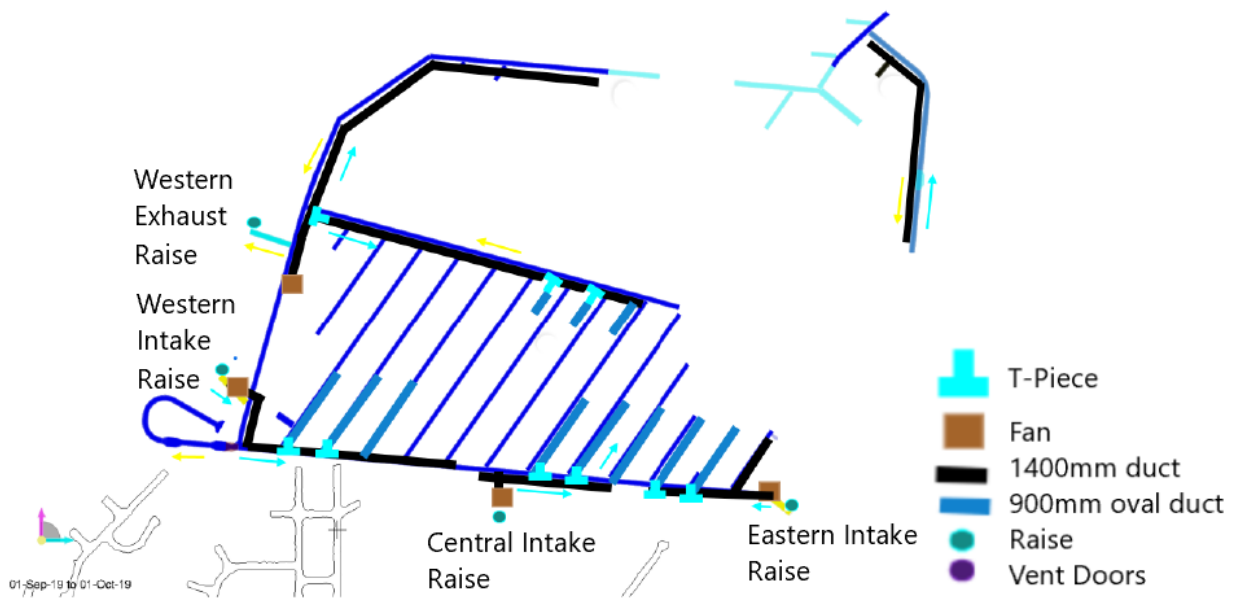 Western
Exhaust
Raise
Western
Intake
Raise
Central Intake
Raise
Eastern Intake
Raise
T-Piece
Fan
1400mm duct
900mm oval duct
Raise
Vent Doors
01-Sep-19 to 01-Oct-19